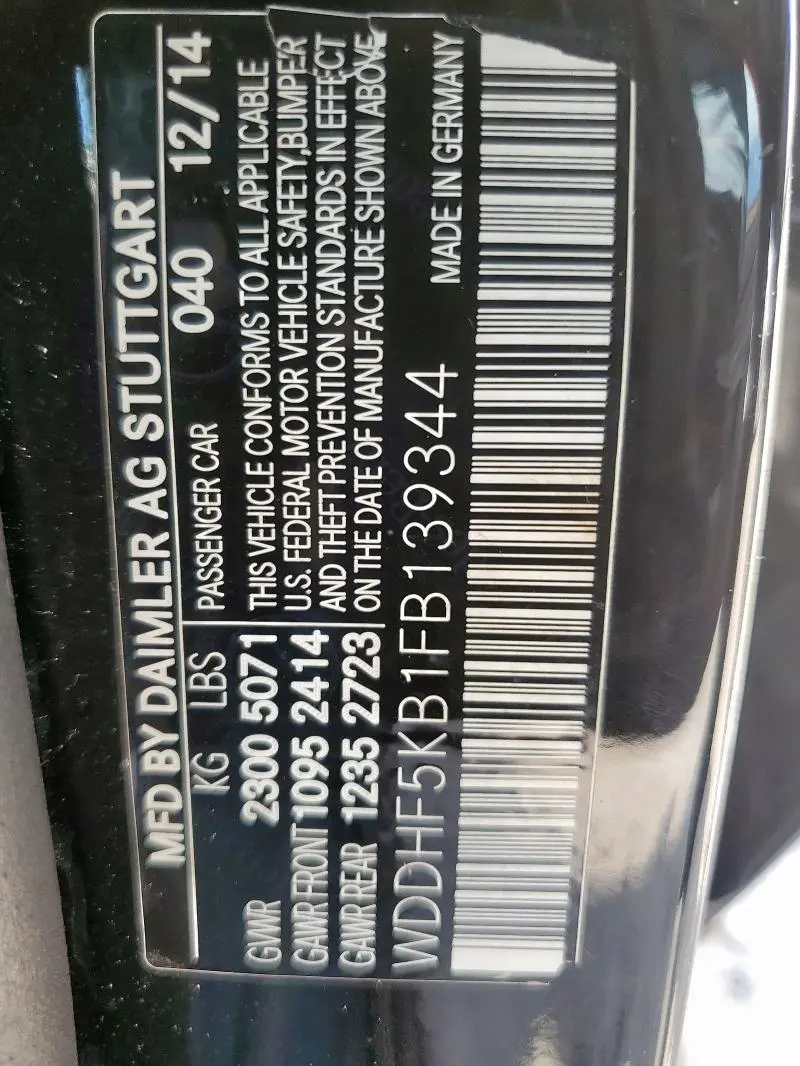 MFD BY DAIMLER AG STUTTGART
KG LBS PASSENGER CAR 040 12/14
GWR 2300 5071 THIS VEHICLE CONFORMS TO ALL APPLICABLE
GAWR FRONT 1095 2414 U.S. FEDERAL MOTOR VEHICLE SAFETY,BUMPER
GAWR REAR 1235 2723 AND THEFT PREVENTION STANDARDS IN EFFECT
ON THE DATE OF MANUFACTURE SHOWN ABOVE
WDDHF5KB1FB139344 MADE IN GERMANY